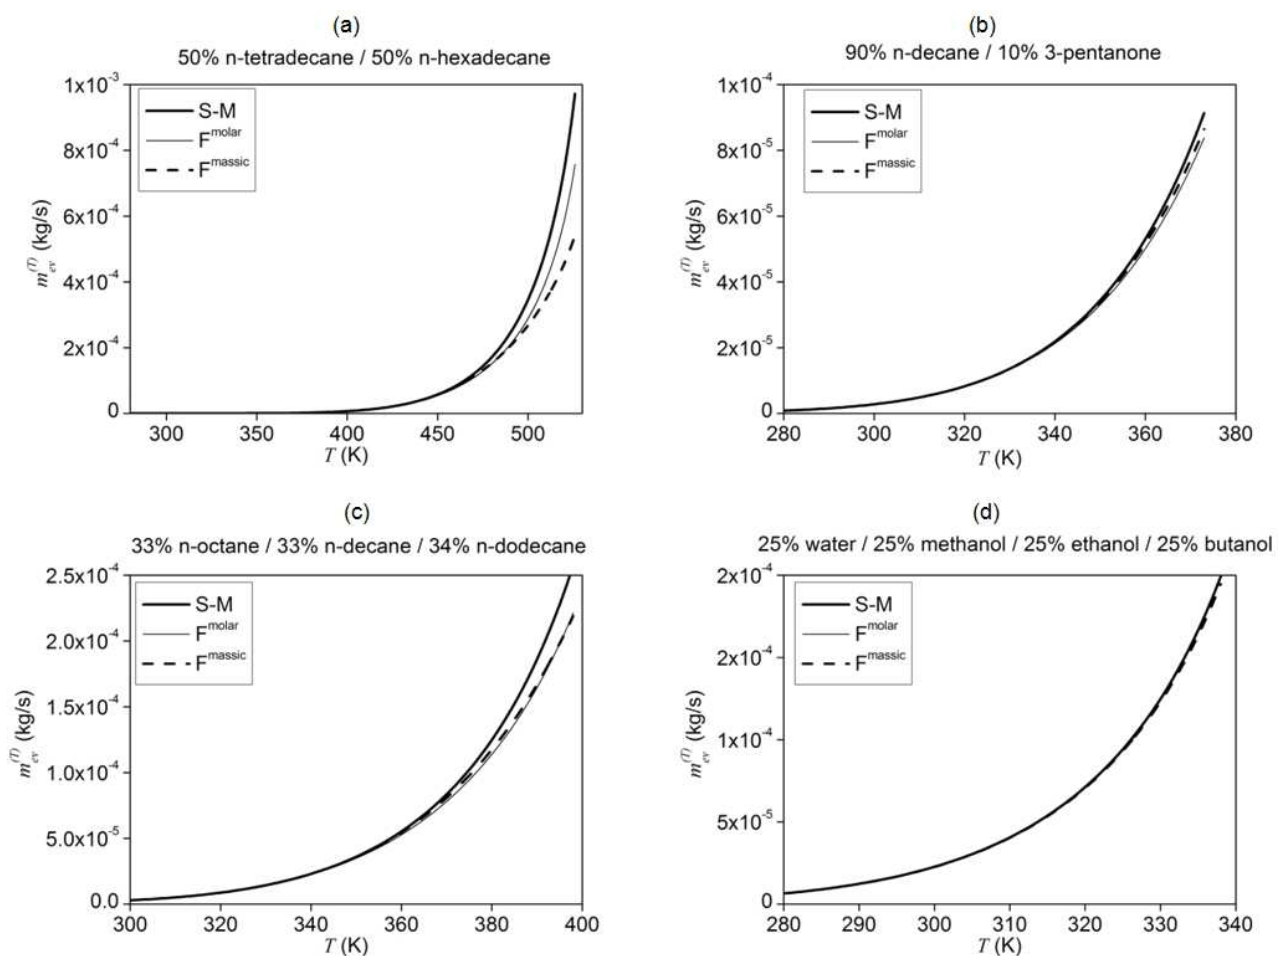 (a)
50% n-tetradecane / 50% n-hexadecane
1x10⁻³
8x10⁻⁴
6x10⁻⁴
4x10⁻⁴
2x10⁻⁴
0
m_ev^(T) (kg/s)
S-M
F^molar
F^massic
300 350 400 450 500
T (K)
(b)
90% n-decane / 10% 3-pentanone
1x10⁻⁴
8x10⁻⁵
6x10⁻⁵
4x10⁻⁵
2x10⁻⁵
0
m_ev^(T) (kg/s)
S-M
F^molar
F^massic
280 300 320 340 360 380
T (K)
(c)
33% n-octane / 33% n-decane / 34% n-dodecane
2.5x10⁻⁴
2.0x10⁻⁴
1.5x10⁻⁴
1.0x10⁻⁴
5.0x10⁻⁵
0.0
m_ev^(T) (kg/s)
S-M
F^molar
F^massic
300 320 340 360 380 400
T (K)
(d)
25% water / 25% methanol / 25% ethanol / 25% butanol
2x10⁻⁴
2x10⁻⁴
1x10⁻⁴
5x10⁻⁵
0
m_ev^(T) (kg/s)
S-M
F^molar
F^massic
280 290 300 310 320 330 340
T (K)